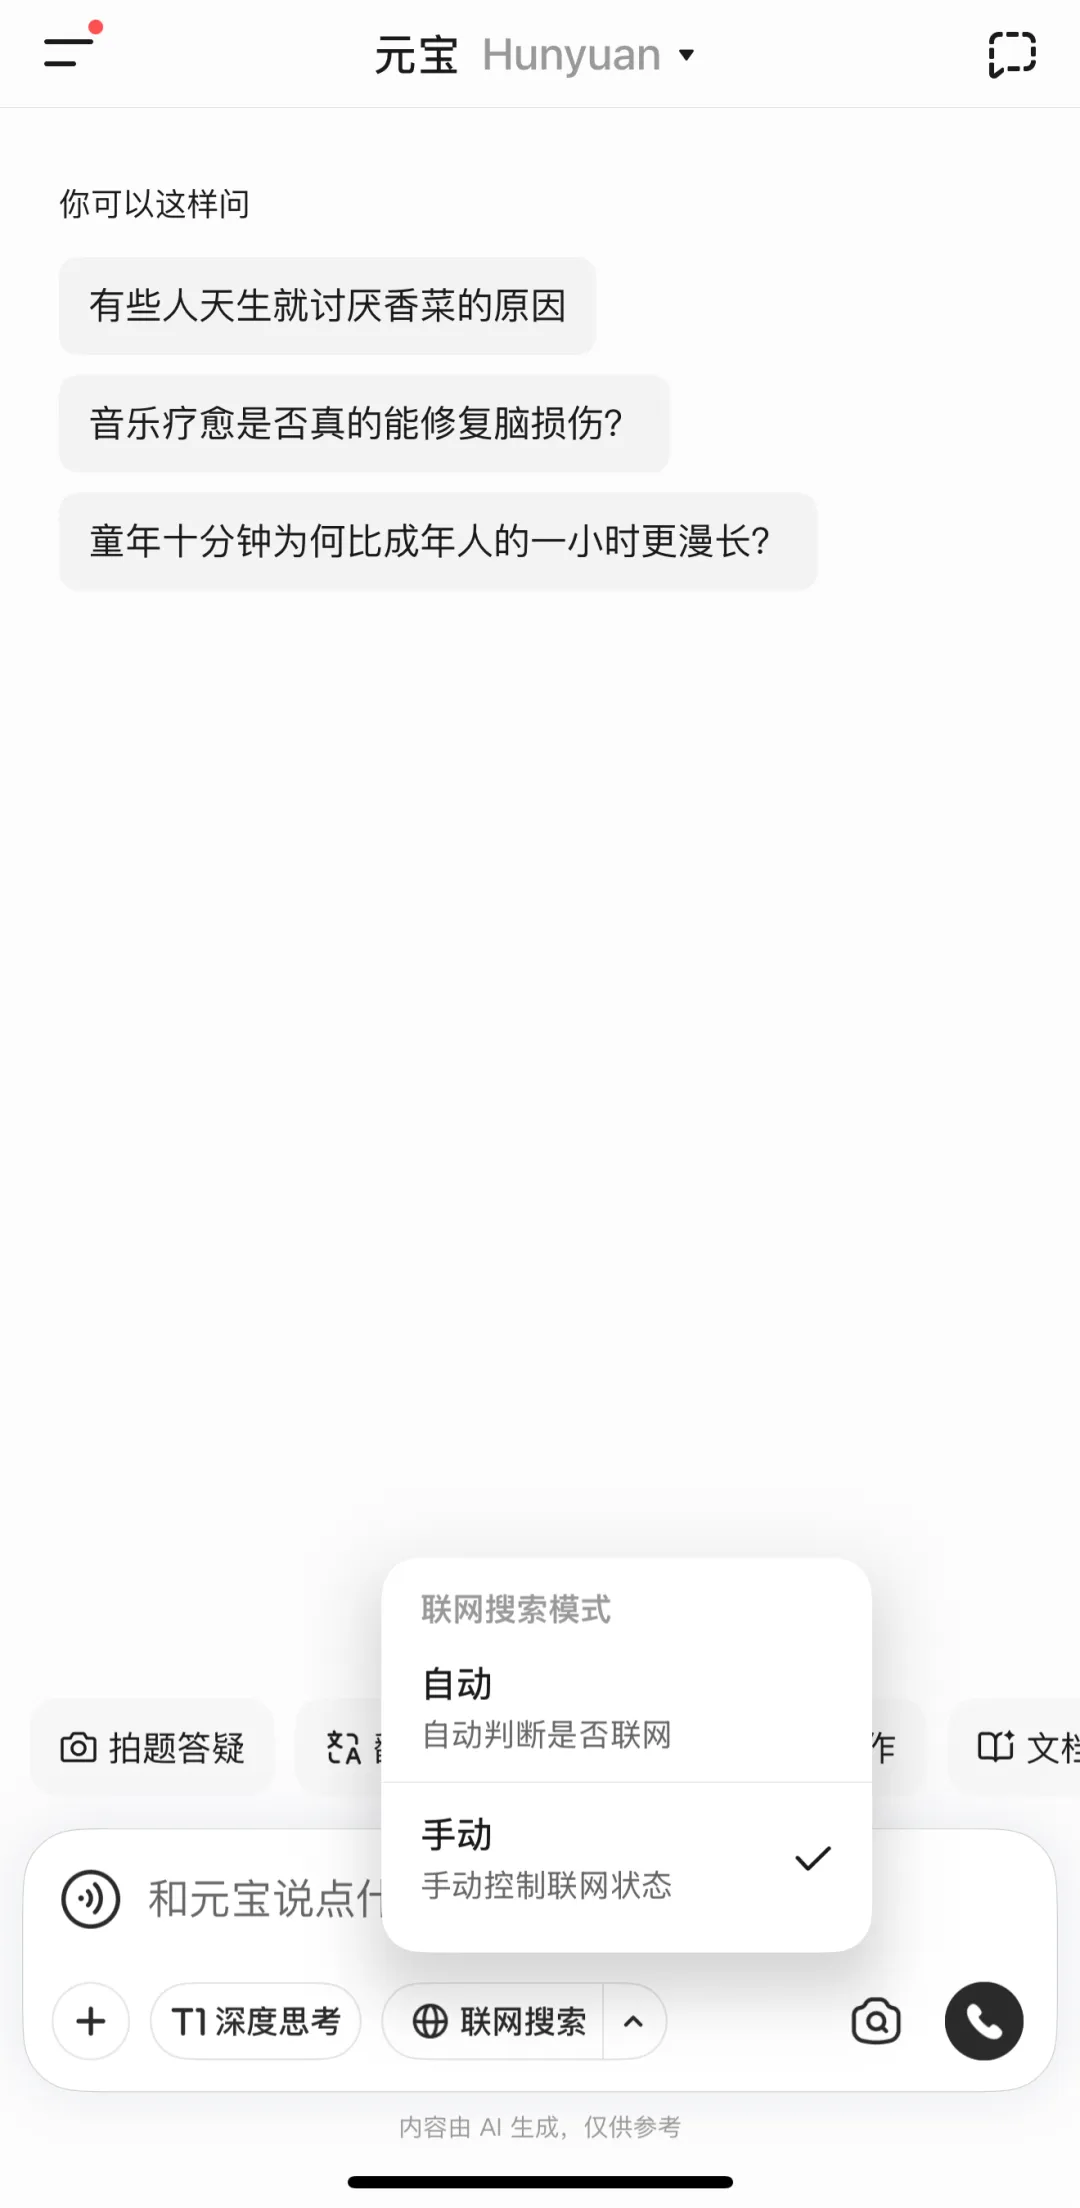 元宝 Hunyuan
你可以这样问
有些人天生就讨厌香菜的原因
音乐疗愈是否真的能修复脑损伤?
童年十分钟为何比成年人的一小时更漫长?
联网搜索模式
自动
自动判断是否联网
手动
手动控制联网状态
拍题答疑
作
文档
和元宝说点什
T1 深度思考
联网搜索
内容由 AI 生成，仅供参考